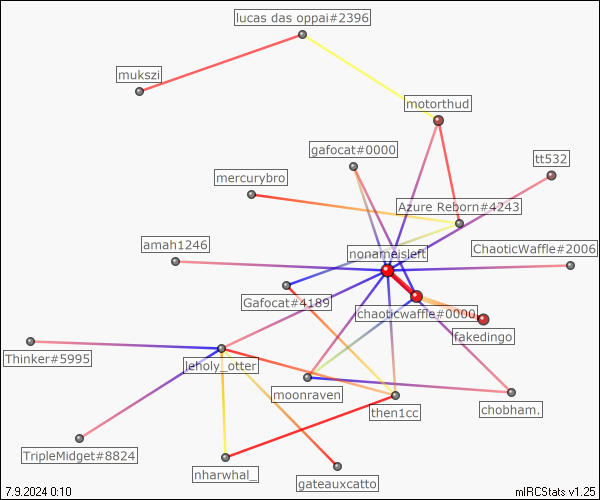 lucas das oppai#2396
mukszi
motorthud
gafocat#0000
tt532
mercurybro
Azure Reborn#4243
amah1246
nonameisleft
ChaoticWaffle#2006
Gafocat#4189
chaoticwaffle#0000
fakedingo
Thinker#5995
leholy_otter
moonraven
then1cc
chobham.
TripleMidget#8824
nharwhal_
gateauxcatto
7.9.2024 0:10
mIRCStats v1.25